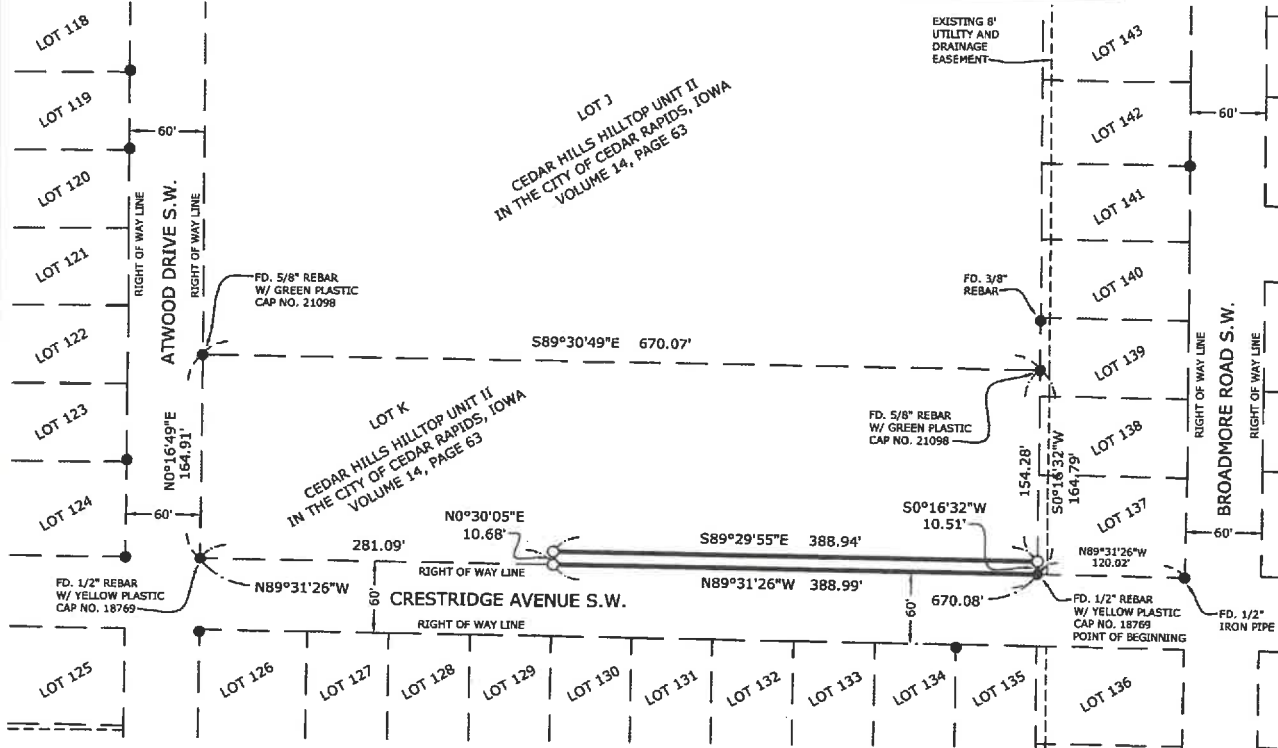 LOT 118
LOT 119
LOT 120
LOT 121
LOT 122
LOT 123
LOT 124
LOT 125
60'
RIGHT OF WAY LINE
ATWOOD DRIVE S.W.
RIGHT OF WAY LINE
N0°16'49"E
164.91'
60'
FD. 5/8" REBAR
W/ GREEN PLASTIC
CAP NO. 21098
LOT J
CEDAR HILLS HILLTOP UNIT II
IN THE CITY OF CEDAR RAPIDS, IOWA
VOLUME 14, PAGE 63
EXISTING 8'
UTILITY AND
DRAINAGE
EASEMENT
LOT 143
LOT 142
LOT 141
LOT 140
LOT 139
LOT 138
LOT 137
60'
RIGHT OF WAY LINE
BROADMORE ROAD S.W.
RIGHT OF WAY LINE
60'
FD. 3/8"
REBAR
S89°30'49"E 670.07'
FD. 5/8" REBAR
W/ GREEN PLASTIC
CAP NO. 21098
154.28'
S0°16'32"W
164.79'
LOT K
CEDAR HILLS HILLTOP UNIT II
IN THE CITY OF CEDAR RAPIDS, IOWA
VOLUME 14, PAGE 63
N0°30'05"E
10.68'
S0°16'32"W
10.51'
S89°29'55"E 388.94'
281.09'
N89°31'26"W
RIGHT OF WAY LINE
N89°31'26"W 388.99'
N89°31'26"W
120.02'
FD. 1/2" REBAR
W/ YELLOW PLASTIC
CAP NO. 18769
60'
CRESTRIDGE AVENUE S.W.
RIGHT OF WAY LINE
60'
670.08'
FD. 1/2" REBAR
W/ YELLOW PLASTIC
CAP NO. 18769
POINT OF BEGINNING
FD. 1/2"
IRON PIPE
LOT 126
LOT 127
LOT 128
LOT 129
LOT 130
LOT 131
LOT 132
LOT 133
LOT 134
LOT 135
LOT 136